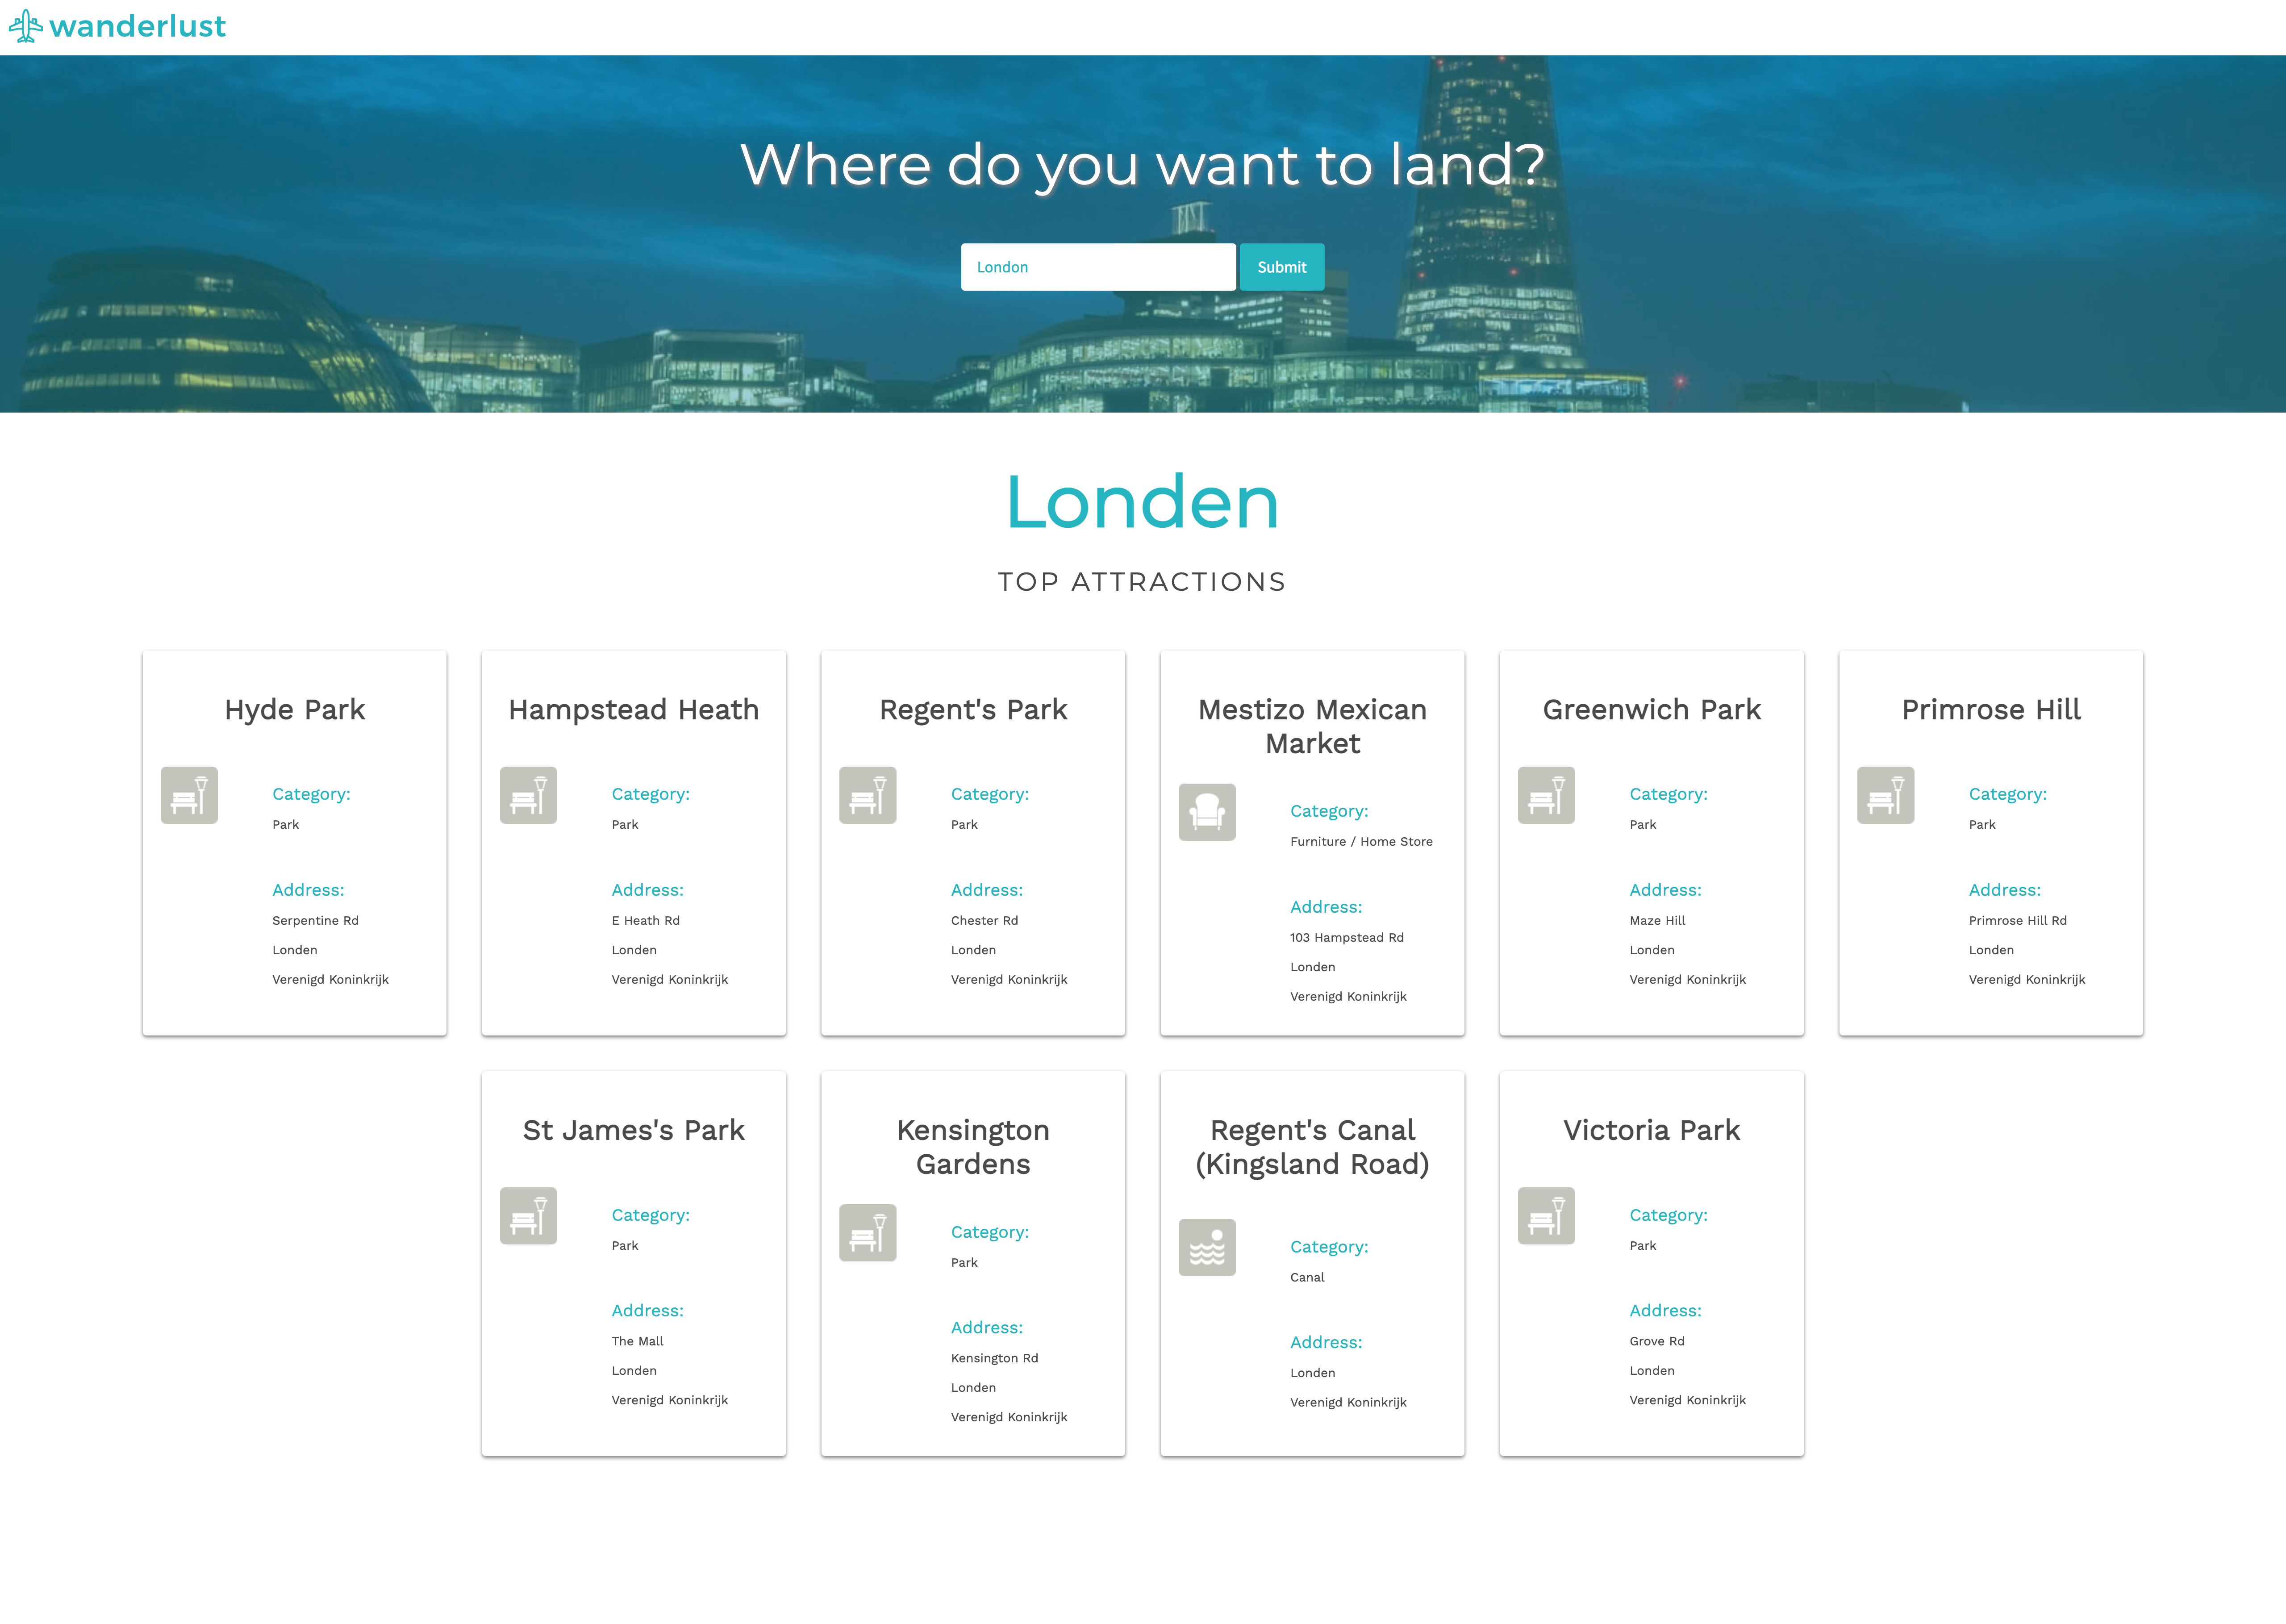 wanderlust
Where do you want to land?
London
Submit
Londen
TOP ATTRACTIONS
Hyde Park
Category:
Park
Address:
Serpentine Rd
Londen
Verenigd Koninkrijk
Hampstead Heath
Category:
Park
Address:
E Heath Rd
Londen
Verenigd Koninkrijk
Regent's Park
Category:
Park
Address:
Chester Rd
Londen
Verenigd Koninkrijk
Mestizo Mexican
Market
Category:
Furniture / Home Store
Address:
103 Hampstead Rd
Londen
Verenigd Koninkrijk
Greenwich Park
Category:
Park
Address:
Maze Hill
Londen
Verenigd Koninkrijk
Primrose Hill
Category:
Park
Address:
Primrose Hill Rd
Londen
Verenigd Koninkrijk
St James's Park
Category:
Park
Address:
The Mall
Londen
Verenigd Koninkrijk
Kensington
Gardens
Category:
Park
Address:
Kensington Rd
Londen
Verenigd Koninkrijk
Regent's Canal
(Kingsland Road)
Category:
Canal
Address:
Londen
Verenigd Koninkrijk
Victoria Park
Category:
Park
Address:
Grove Rd
Londen
Verenigd Koninkrijk